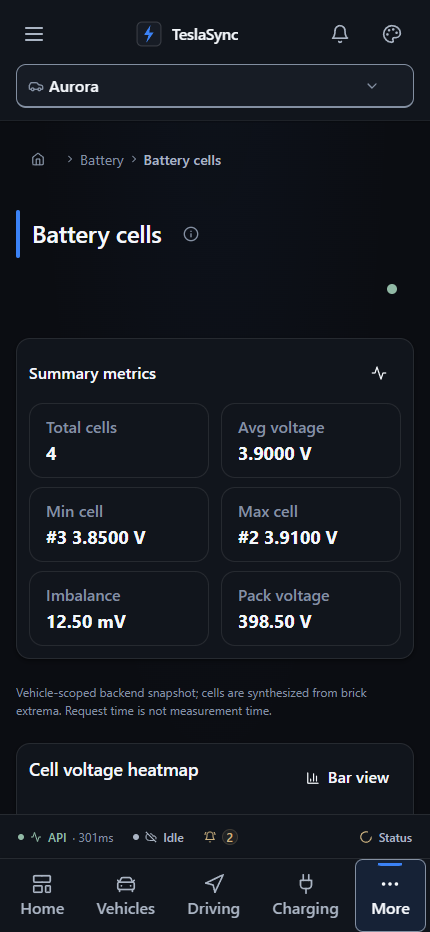 TeslaSync
Aurora
Battery
Battery cells
Battery cells
Summary metrics
Total cells
4
Avg voltage
3.9000 V
Min cell
#3 3.8500 V
Max cell
#2 3.9100 V
Imbalance
12.50 mV
Pack voltage
398.50 V
Vehicle-scoped backend snapshot; cells are synthesized from brick
extrema. Request time is not measurement time.
Cell voltage heatmap
Bar view
API · 301ms
Idle
2
Status
Home
Vehicles
Driving
Charging
More